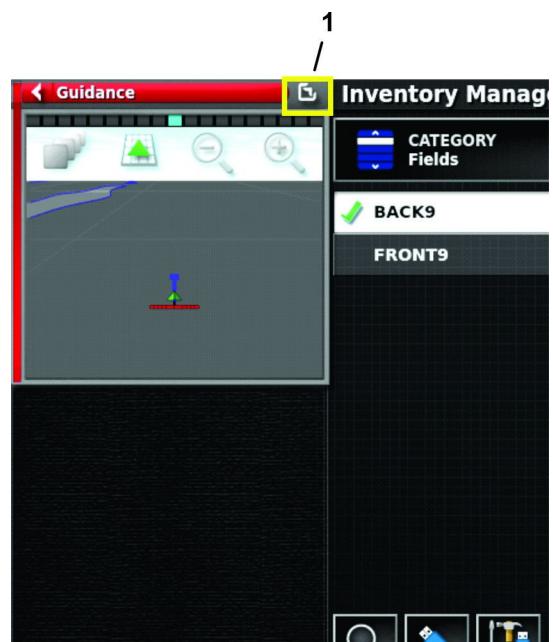 1
Guidance
Inventory Manag
CATEGORY
Fields
BACK9
FRONT9